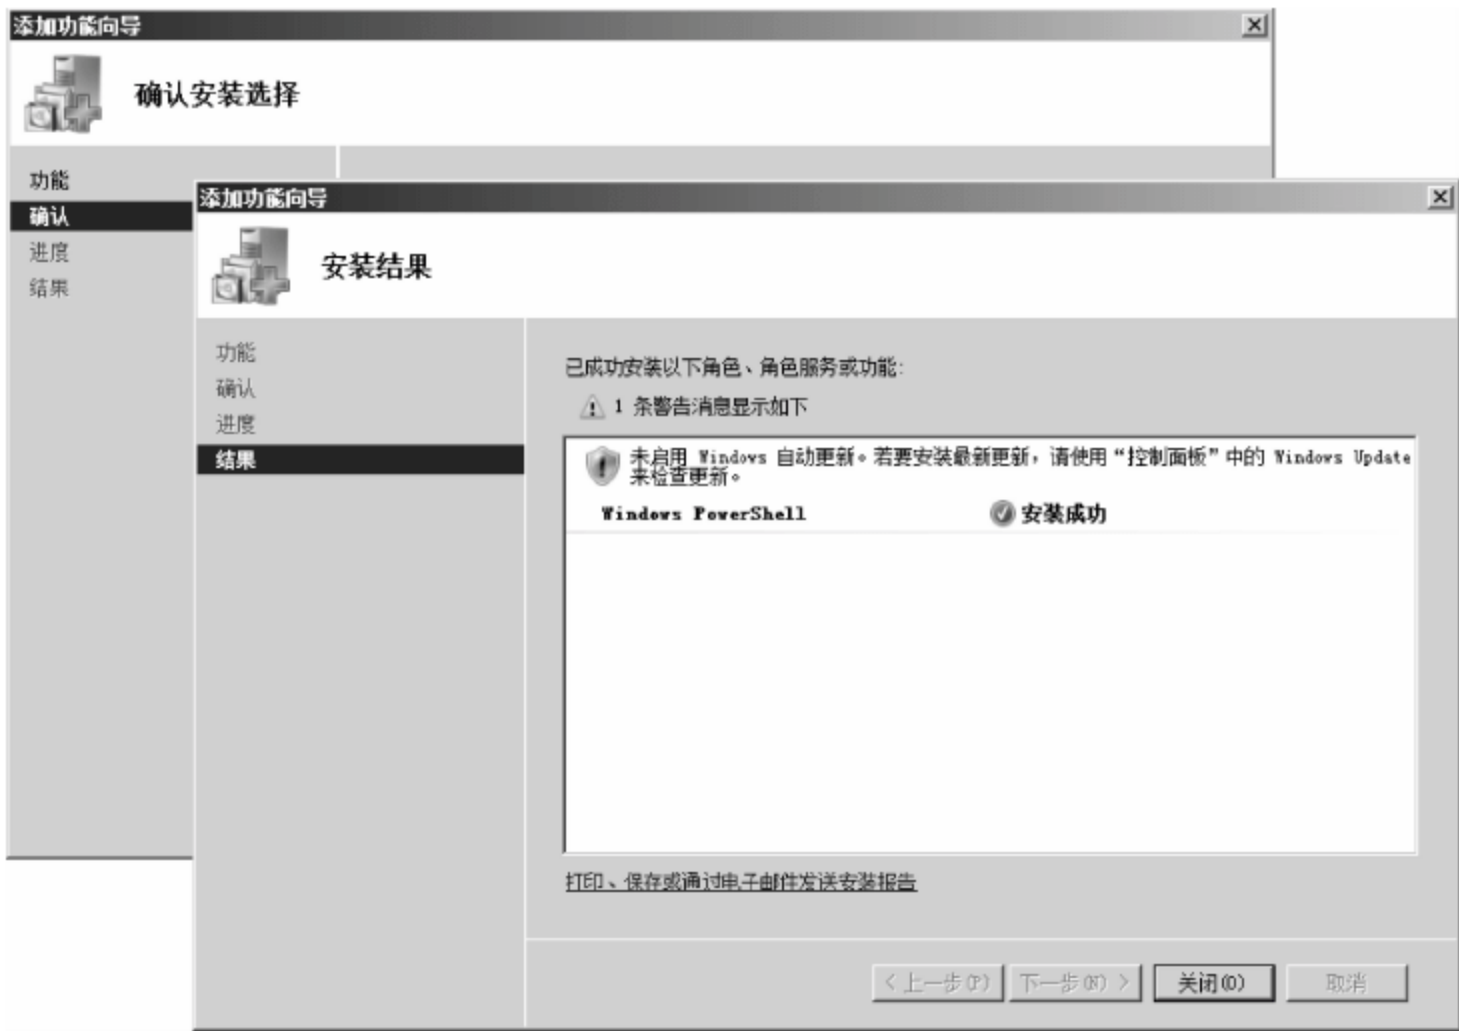 添加功能向导
确认安装选择
功能
确认
进度
结果
添加功能向导
安装结果
功能
确认
进度
结果
已成功安装以下角色、角色服务或功能:
1 条警告消息显示如下
未启用 Windows 自动更新。若要安装最新更新，请使用“控制面板”中的 Windows Update
来检查更新。
Windows PowerShell 安装成功
打印、保存或通过电子邮件发送安装报告
< 上一步(P) 下一步(N) > 关闭(O) 取消